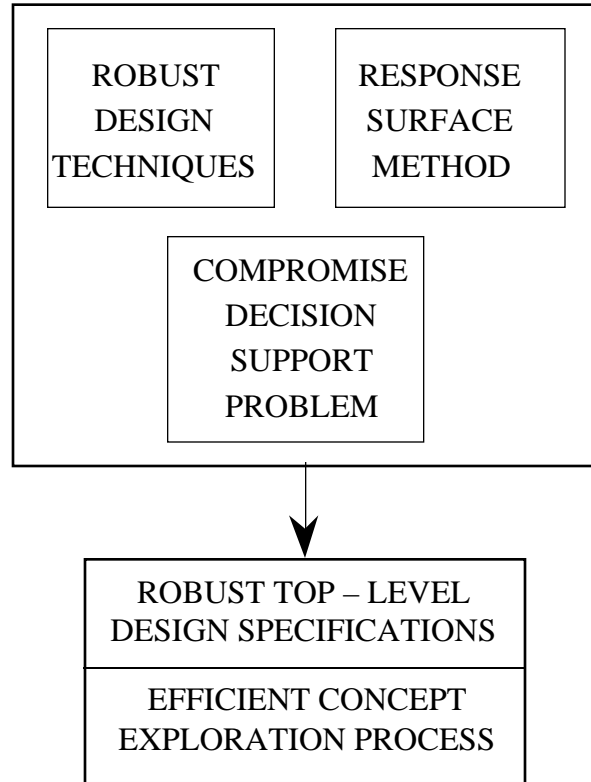 ROBUST
DESIGN
TECHNIQUES
RESPONSE
SURFACE
METHOD
COMPROMISE
DECISION
SUPPORT
PROBLEM
ROBUST TOP – LEVEL
DESIGN SPECIFICATIONS
EFFICIENT CONCEPT
EXPLORATION PROCESS